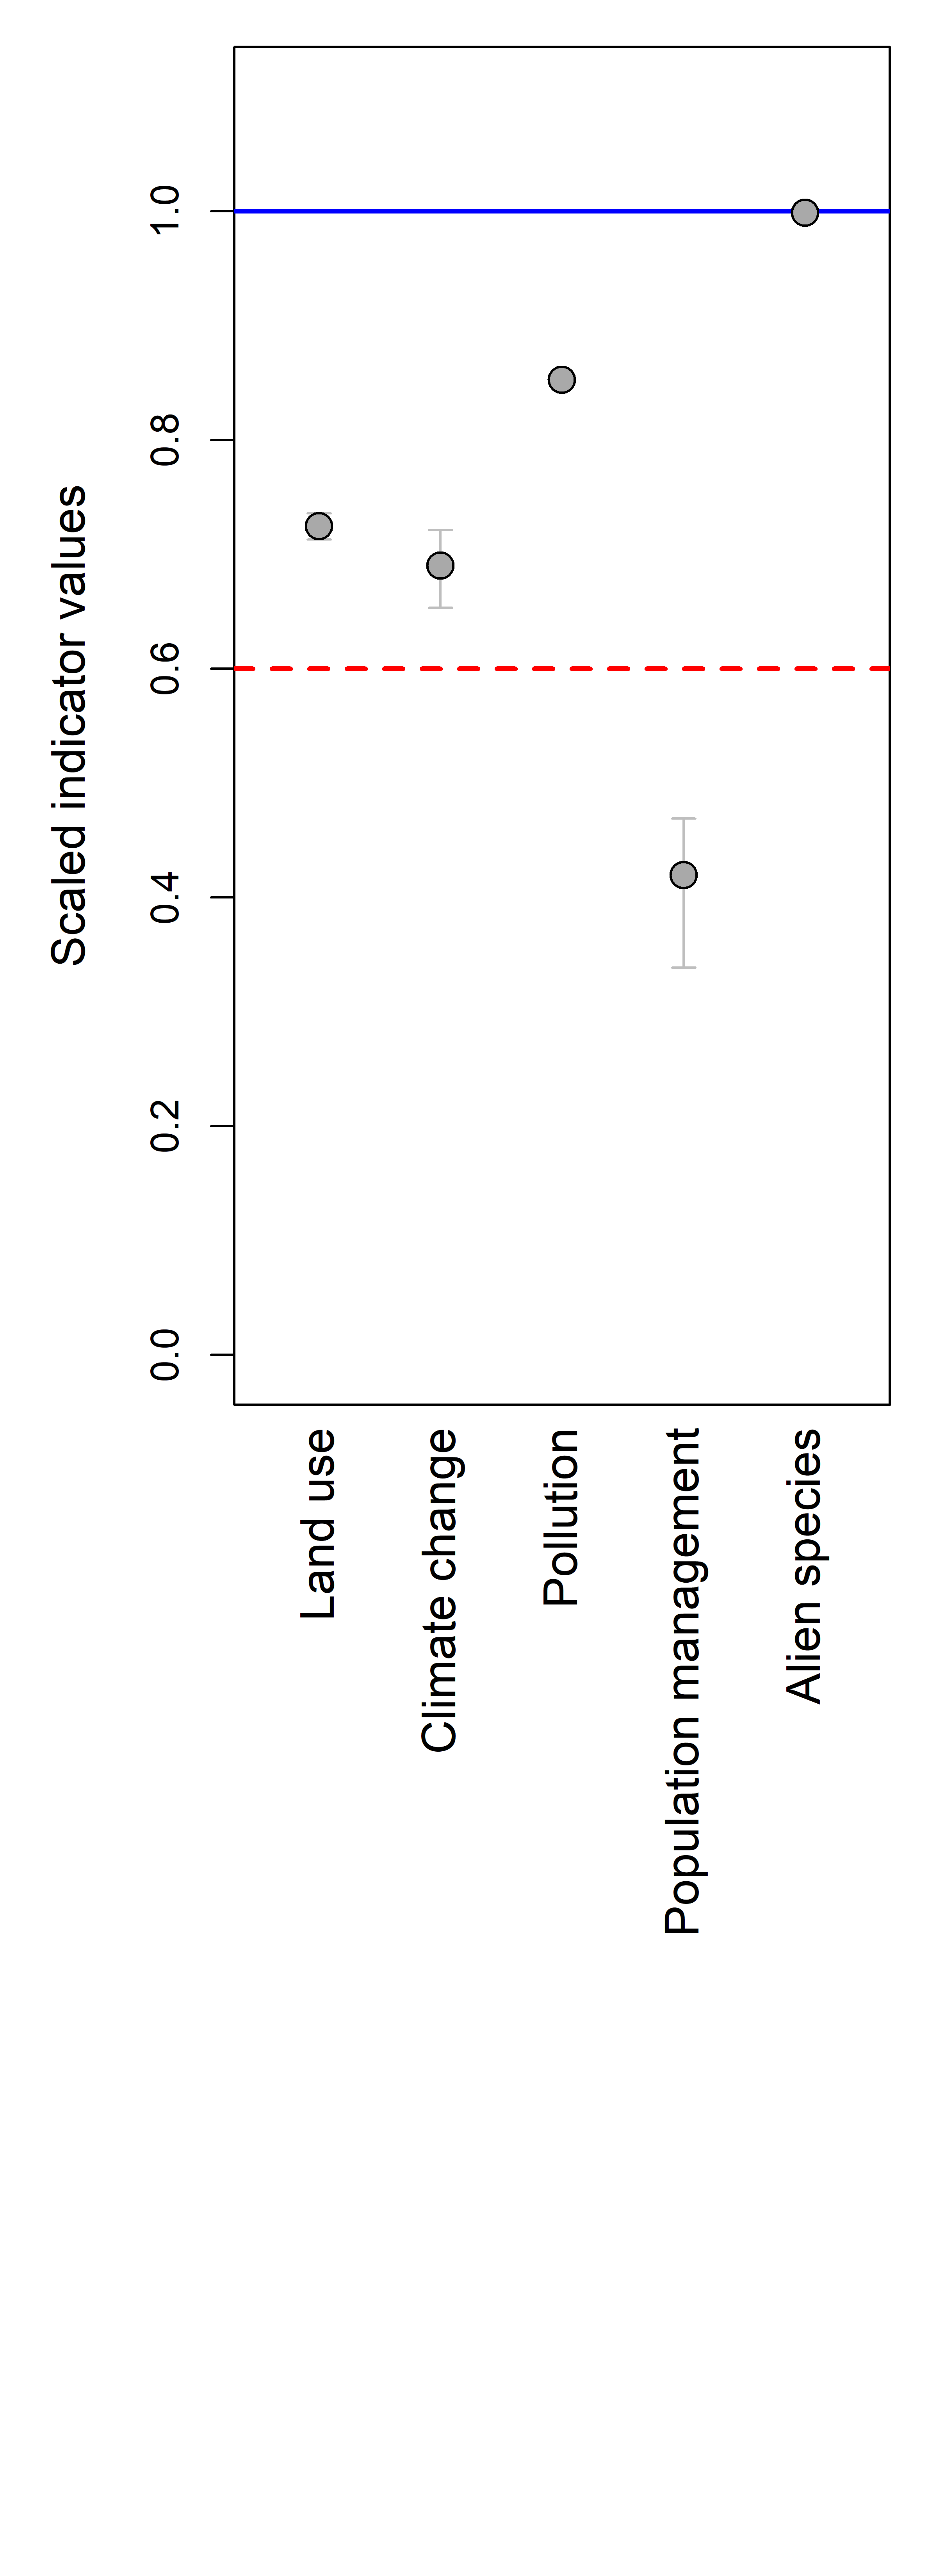 Scaled indicator values
1.0
0.8
0.6
0.4
0.2
0.0
Land use
Climate change
Pollution
Population management
Alien species